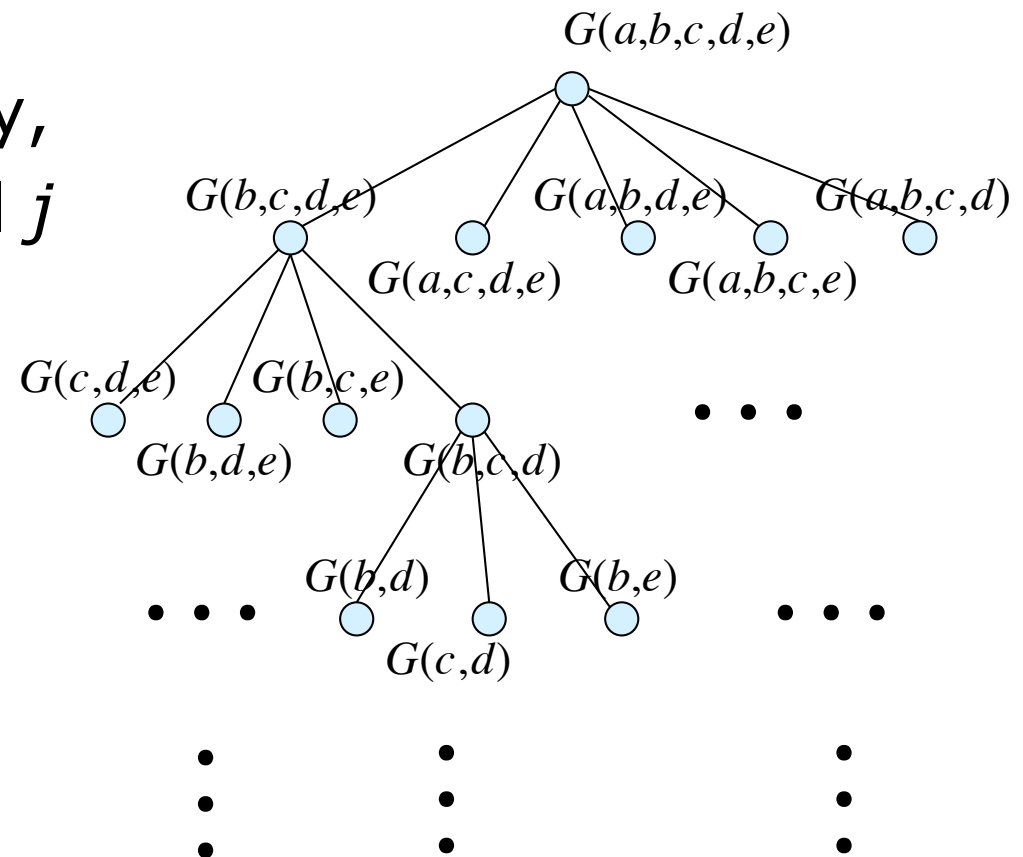 G(a,b,c,d,e)
y,
j
G(b,c,d,e)
G(a,b,d,e)
G(a,b,c,d)
G(a,c,d,e)
G(a,b,c,e)
G(c,d,e)
G(b,c,e)
G(b,d,e)
G(b,c,d)
G(b,d)
G(b,e)
G(c,d)